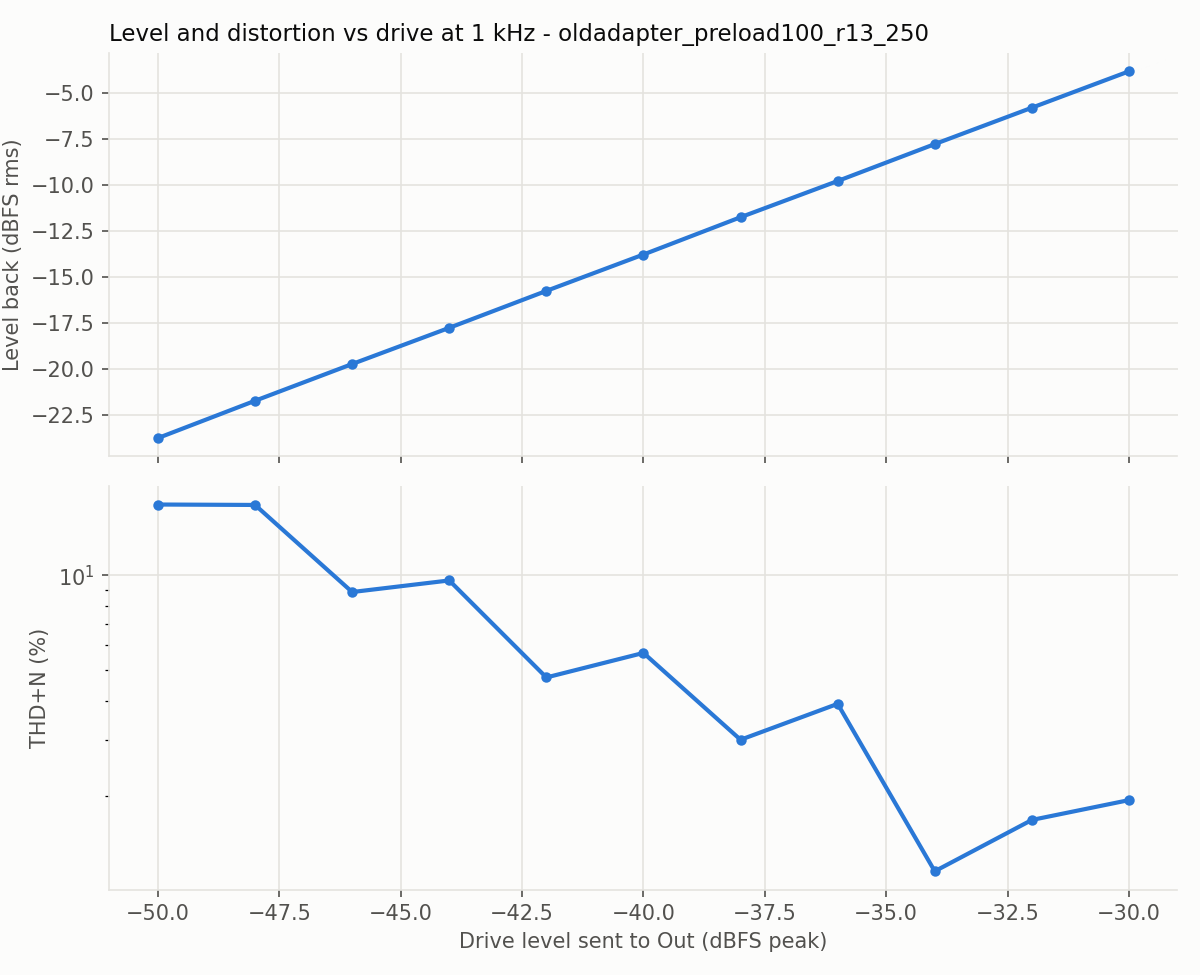 Level and distortion vs drive at 1 kHz - oldadapter_preload100_r13_250
Level back (dBFS rms)
−5.0
−7.5
−10.0
−12.5
−15.0
−17.5
−20.0
−22.5
THD+N (%)
10¹
−50.0 −47.5 −45.0 −42.5 −40.0 −37.5 −35.0 −32.5 −30.0
Drive level sent to Out (dBFS peak)